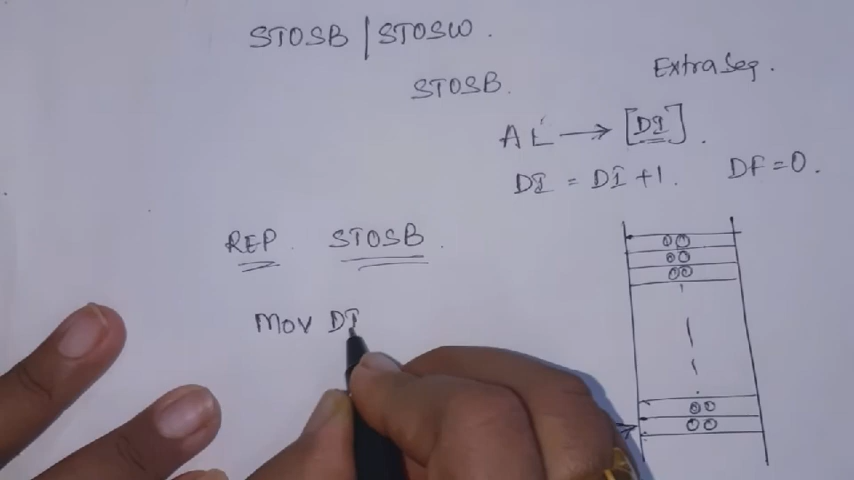 STOSB | STOSW.
Extra Seg.
STOSB.
AL → [DI].
DI = DI + 1. DF = 0.
REP STOSB.
00
00
00
Mov DI
00
00